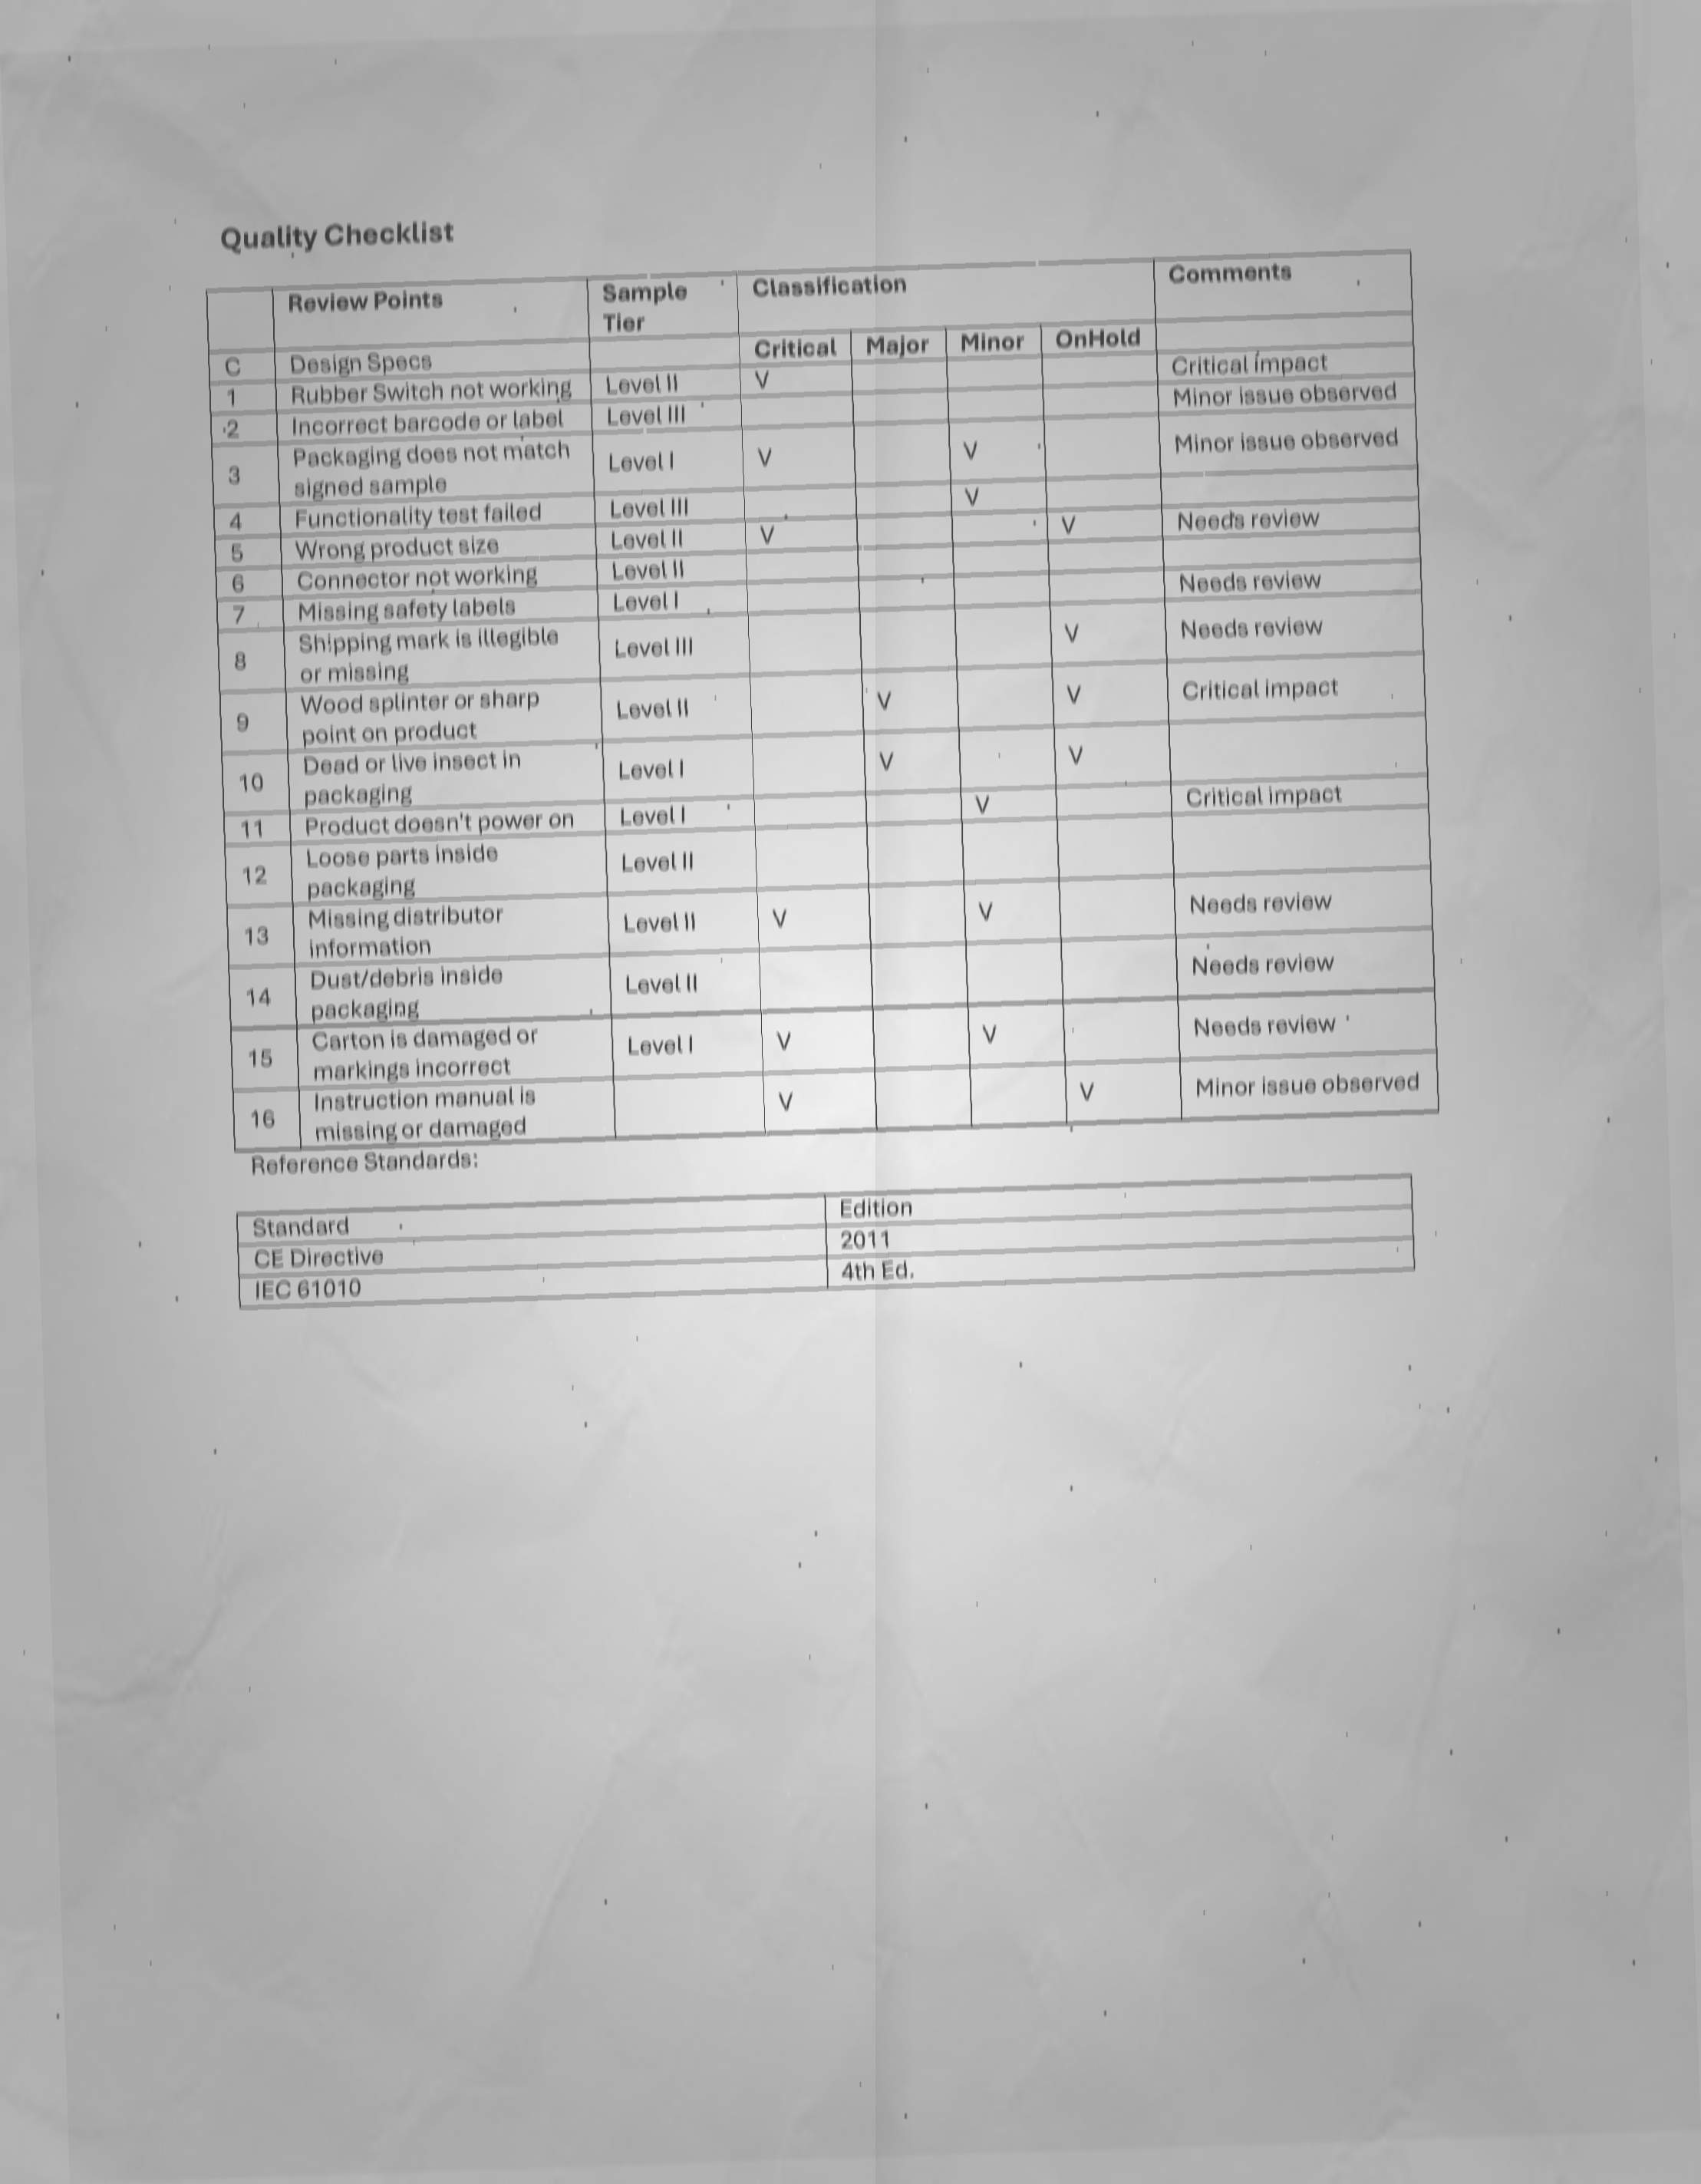 Quality Checklist
Review Points Sample Tier Classification Comments
C Design Specs Critical Major Minor OnHold
1 Rubber Switch not working Level II V Critical impact
2 Incorrect barcode or label Level III Minor issue observed
3 Packaging does not match signed sample Level I V V Minor issue observed
4 Functionality test failed Level III V
5 Wrong product size Level II V V Needs review
6 Connector not working Level II
7 Missing safety labels Level I Needs review
8 Shipping mark is illegible or missing Level III V Needs review
9 Wood splinter or sharp point on product Level II V V Critical impact
10 Dead or live insect in packaging Level I V V
11 Product doesn't power on Level I V Critical impact
12 Loose parts inside packaging Level II
13 Missing distributor information Level II V V Needs review
14 Dust/debris inside packaging Level II Needs review
15 Carton is damaged or markings incorrect Level I V V Needs review
16 Instruction manual is missing or damaged V V Minor issue observed
Reference Standards:
Standard Edition
CE Directive 2011
IEC 61010 4th Ed.